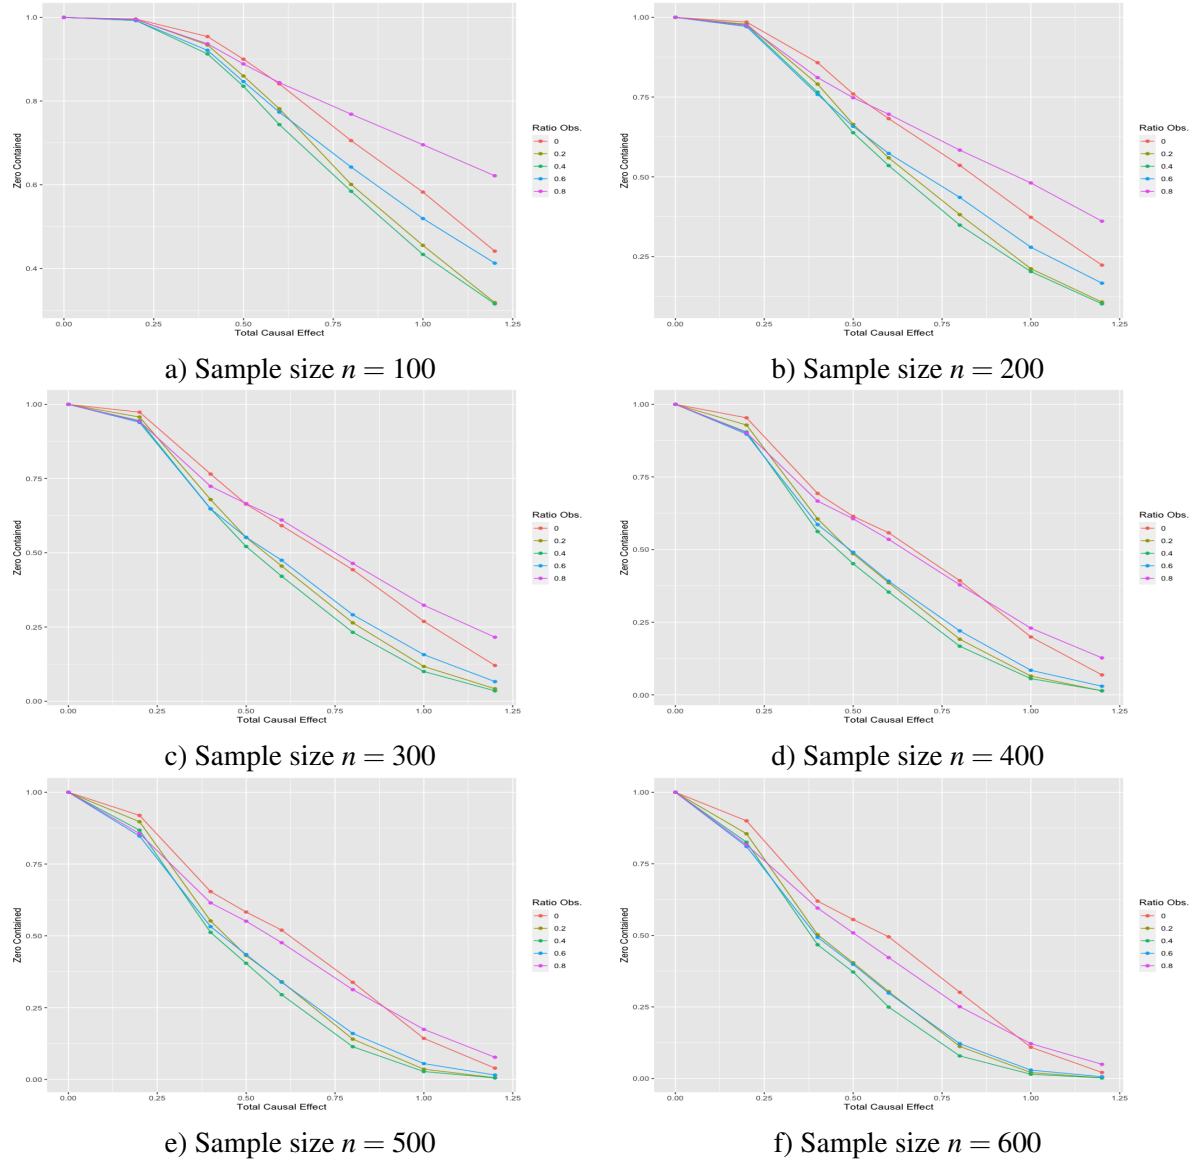 1.0
0.8
0.6
0.4
Zero Contained
0.00 0.25 0.50 0.75 1.00 1.25
Total Causal Effect
Ratio Obs.
0
0.2
0.4
0.6
0.8
a) Sample size n = 100
1.00
0.75
0.50
0.25
Zero Contained
0.00 0.25 0.50 0.75 1.00 1.25
Total Causal Effect
Ratio Obs.
0
0.2
0.4
0.6
0.8
b) Sample size n = 200
1.00
0.75
0.50
0.25
0.00
Zero Contained
0.00 0.25 0.50 0.75 1.00 1.25
Total Causal Effect
Ratio Obs.
0
0.2
0.4
0.6
0.8
c) Sample size n = 300
1.00
0.75
0.50
0.25
0.00
Zero Contained
0.00 0.25 0.50 0.75 1.00 1.25
Total Causal Effect
Ratio Obs.
0
0.2
0.4
0.6
0.8
d) Sample size n = 400
1.00
0.75
0.50
0.25
0.00
Zero Contained
0.00 0.25 0.50 0.75 1.00 1.25
Total Causal Effect
Ratio Obs.
0
0.2
0.4
0.6
0.8
e) Sample size n = 500
1.00
0.75
0.50
0.25
0.00
Zero Contained
0.00 0.25 0.50 0.75 1.00 1.25
Total Causal Effect
Ratio Obs.
0
0.2
0.4
0.6
0.8
f) Sample size n = 600